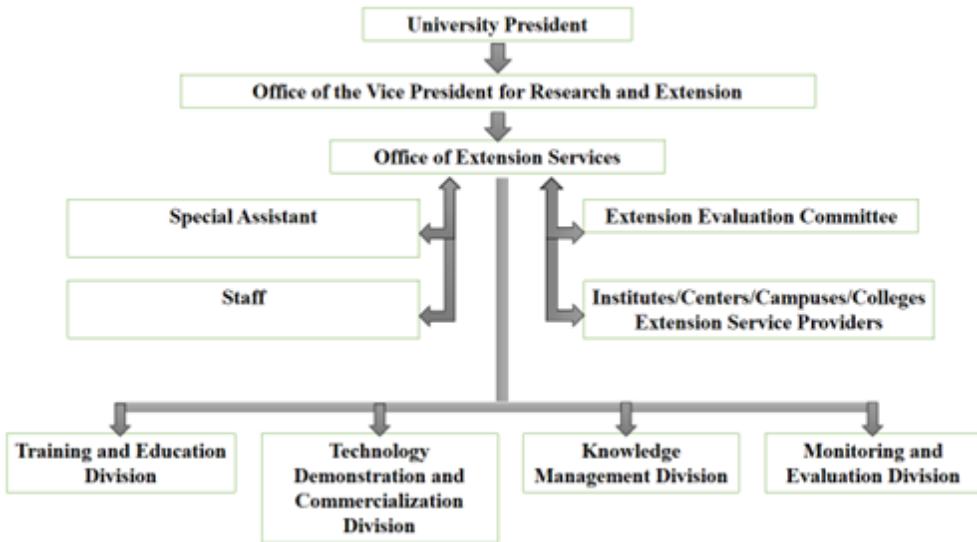 University President
Office of the Vice President for Research and Extension
Office of Extension Services
Special Assistant
Extension Evaluation Committee
Staff
Institutes/Centers/Campuses/Colleges
Extension Service Providers
Training and Education
Division
Technology
Demonstration and
Commercialization
Division
Knowledge
Management Division
Monitoring and
Evaluation Division